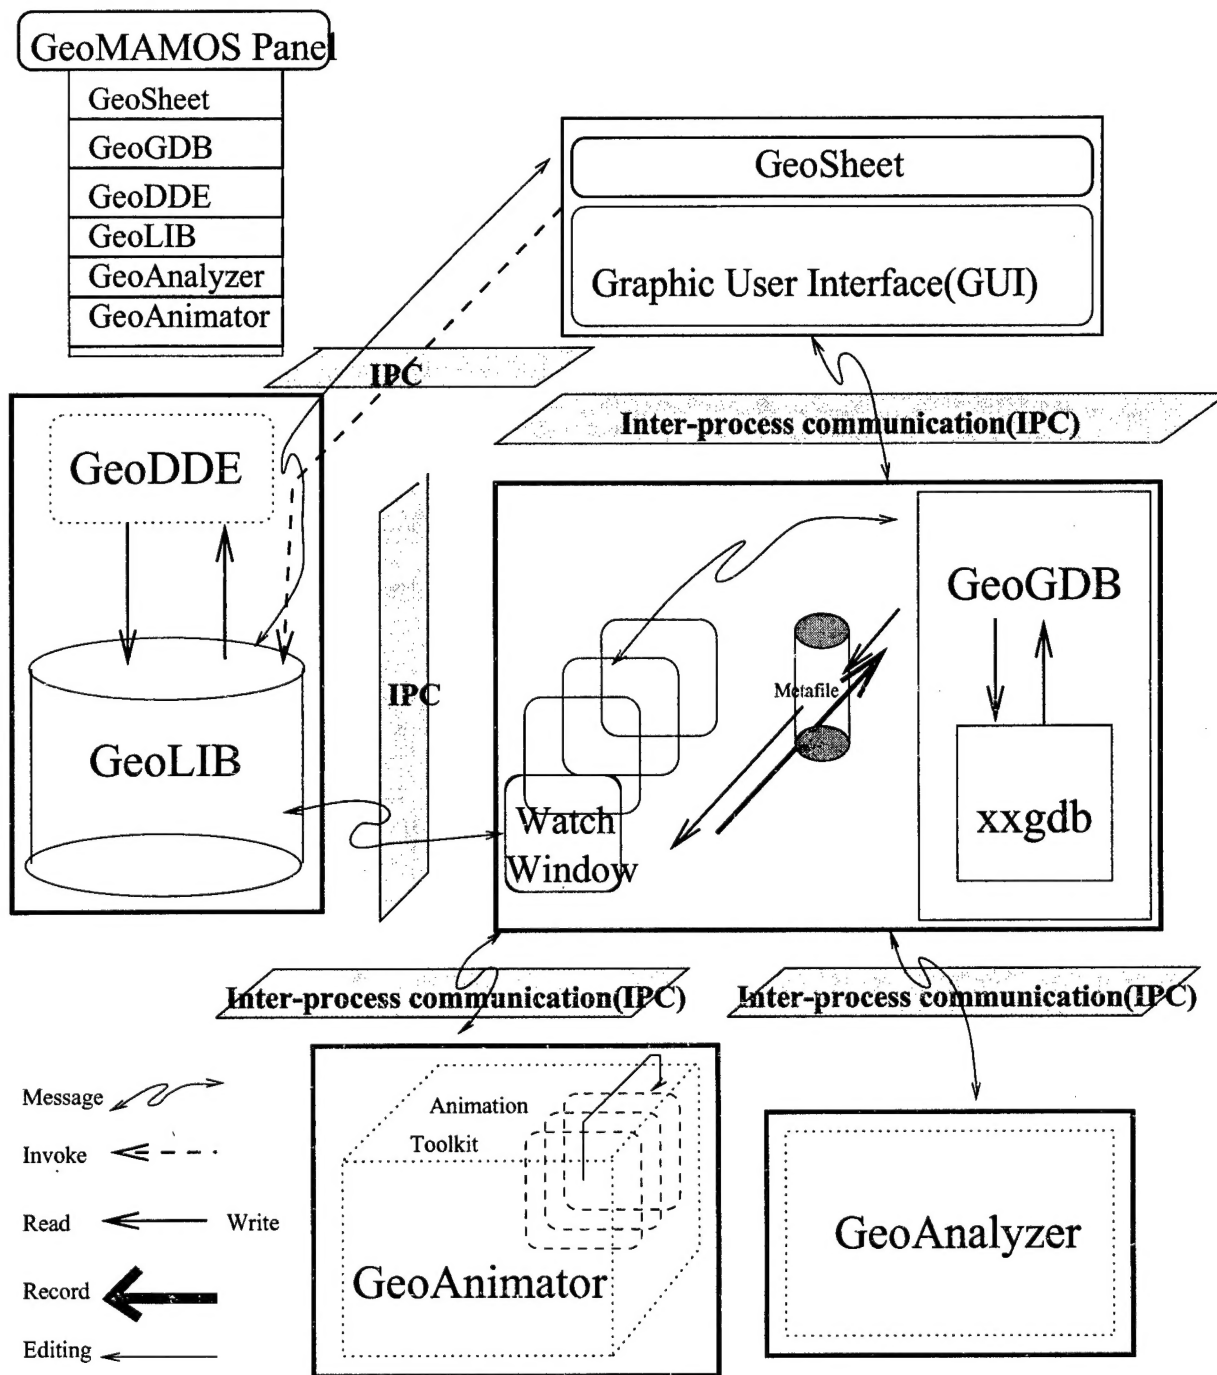 GeoMAMOS Panel
GeoSheet
GeoGDB
GeoDDE
GeoLIB
GeoAnalyzer
GeoAnimator
GeoSheet
Graphic User Interface(GUI)
IPC
Inter-process communication(IPC)
GeoDDE
GeoLIB
IPC
GeoGDB
Metafile
xxgdb
Watch
Window
Inter-process communication(IPC)
Inter-process communication(IPC)
Message
Invoke
Read
Write
Record
Editing
Animation
Toolkit
GeoAnimator
GeoAnalyzer